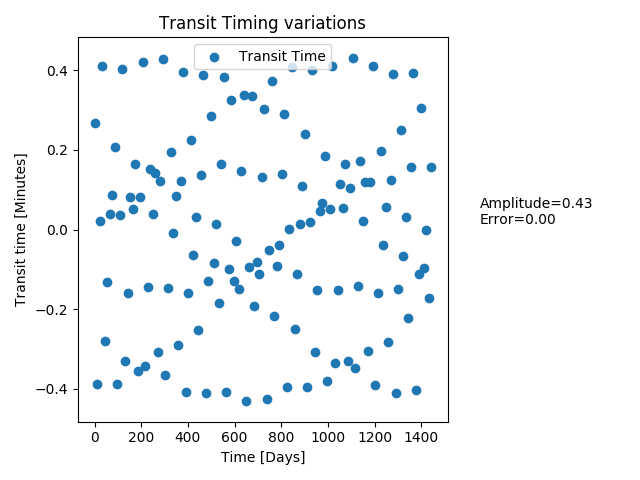 Transit Timing variations
Transit Time
Transit time [Minutes]
0.4
0.2
0.0
−0.2
−0.4
0 200 400 600 800 1000 1200 1400
Time [Days]
Amplitude=0.43
Error=0.00